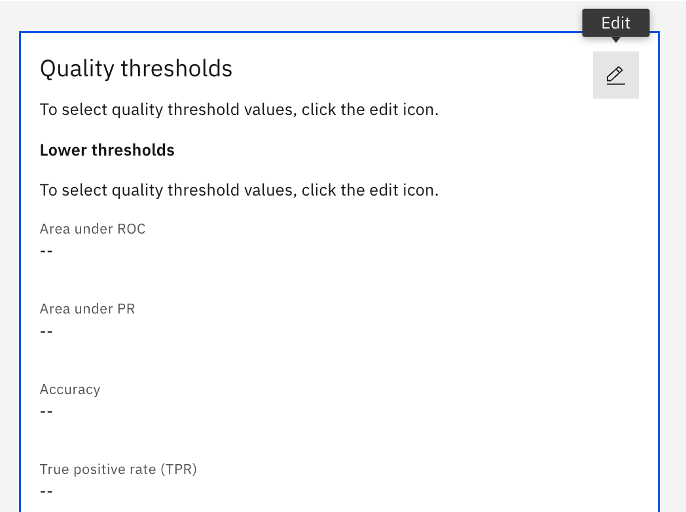 Edit
Quality thresholds
To select quality threshold values, click the edit icon.
Lower thresholds
To select quality threshold values, click the edit icon.
Area under ROC
--
Area under PR
--
Accuracy
--
True positive rate (TPR)
--